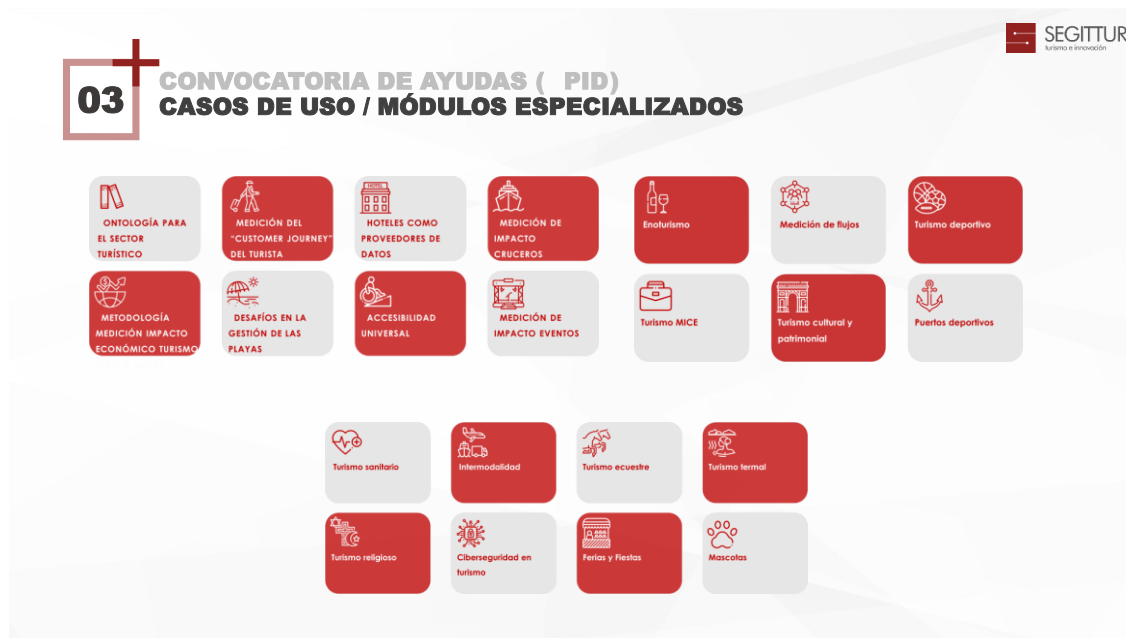 SEGITTUR
turismo e innovación
03
CONVOCATORIA DE AYUDAS ( PID)
CASOS DE USO / MÓDULOS ESPECIALIZADOS
ONTOLOGÍA PARA
EL SECTOR
TURÍSTICO
MEDICIÓN DEL
“CUSTOMER JOURNEY”
DEL TURISTA
HOTEL
HOTELES COMO
PROVEEDORES DE
DATOS
MEDICIÓN DE
IMPACTO
CRUCEROS
Enoturismo
Medición de flujos
Turismo deportivo
METODOLOGÍA
MEDICIÓN IMPACTO
ECONÓMICO TURISMO
DESAFÍOS EN LA
GESTIÓN DE LAS
PLAYAS
ACCESIBILIDAD
UNIVERSAL
MEDICIÓN DE
IMPACTO EVENTOS
Turismo MICE
Turismo cultural y
patrimonial
Puertos deportivos
Turismo sanitario
Intermodalidad
Turismo ecuestre
Turismo termal
Turismo religioso
Ciberseguridad en
turismo
Ferias y Fiestas
Mascotas